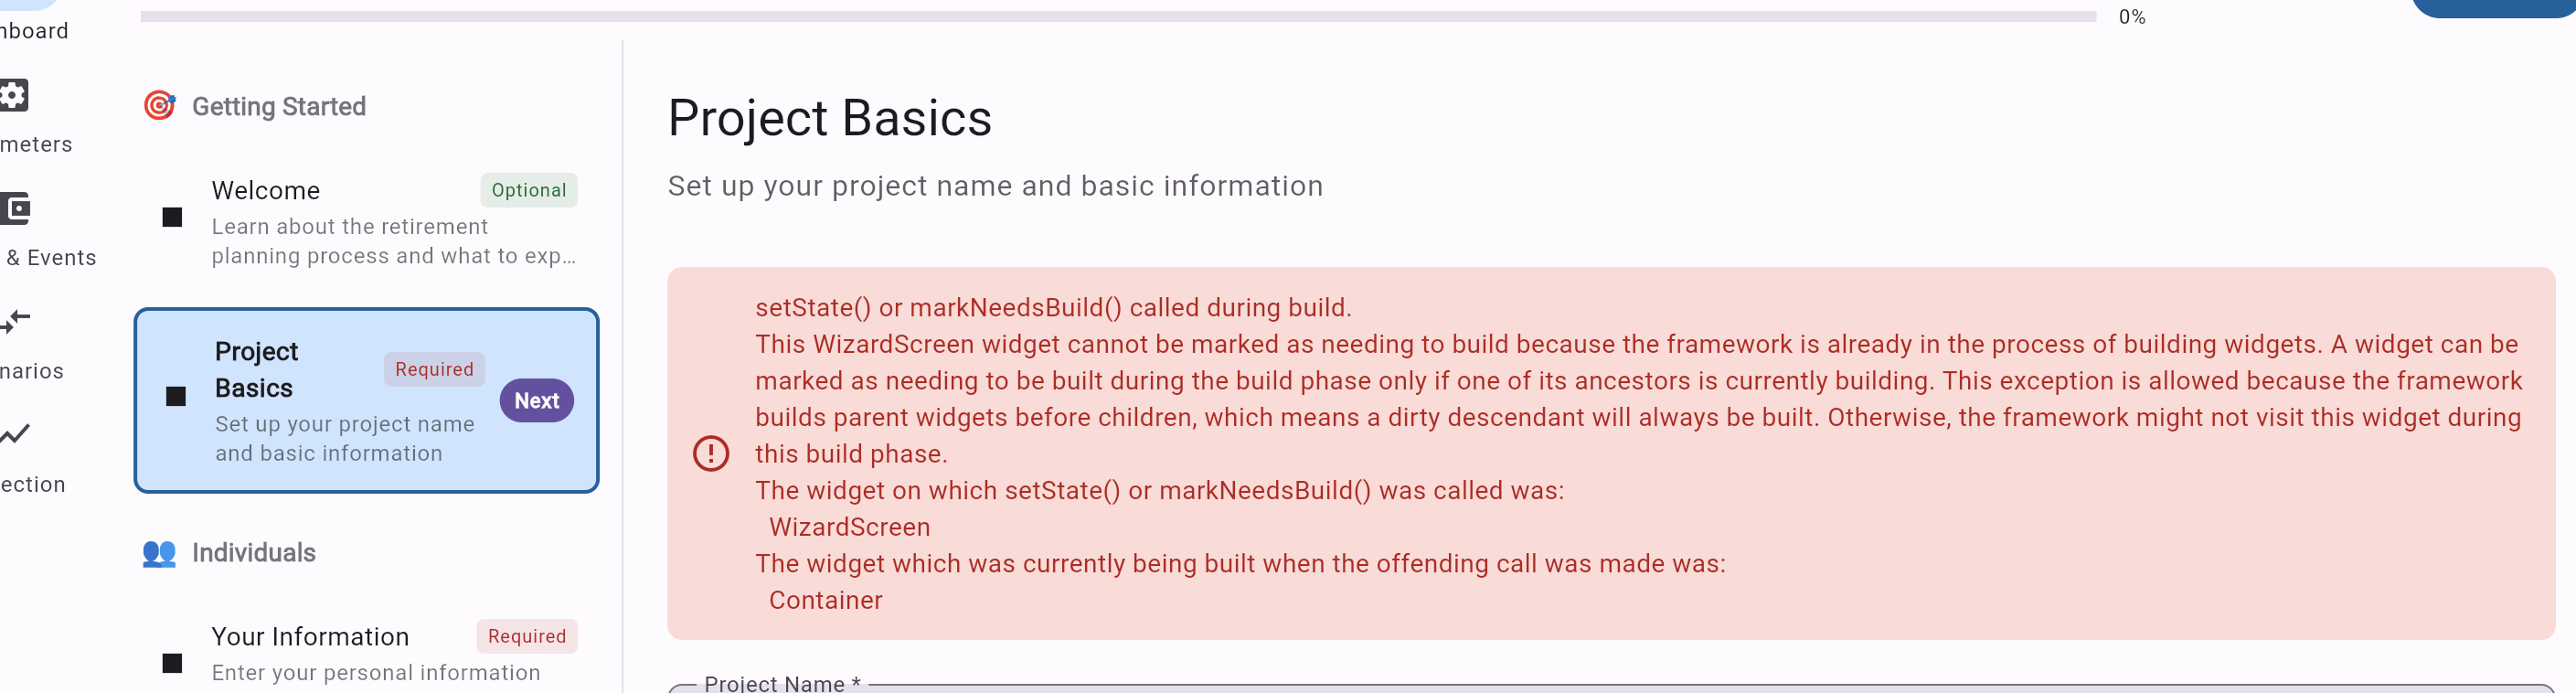 0%
nboard
meters
& Events
narios
ection
Getting Started
Welcome
Optional
Learn about the retirement
planning process and what to exp…
Project
Basics
Required
Next
Set up your project name
and basic information
Individuals
Your Information
Required
Enter your personal information
Project Basics
Set up your project name and basic information
setState() or markNeedsBuild() called during build.
This WizardScreen widget cannot be marked as needing to build because the framework is already in the process of building widgets. A widget can be
marked as needing to be built during the build phase only if one of its ancestors is currently building. This exception is allowed because the framework
builds parent widgets before children, which means a dirty descendant will always be built. Otherwise, the framework might not visit this widget during
this build phase.
The widget on which setState() or markNeedsBuild() was called was:
WizardScreen
The widget which was currently being built when the offending call was made was:
Container
Project Name *